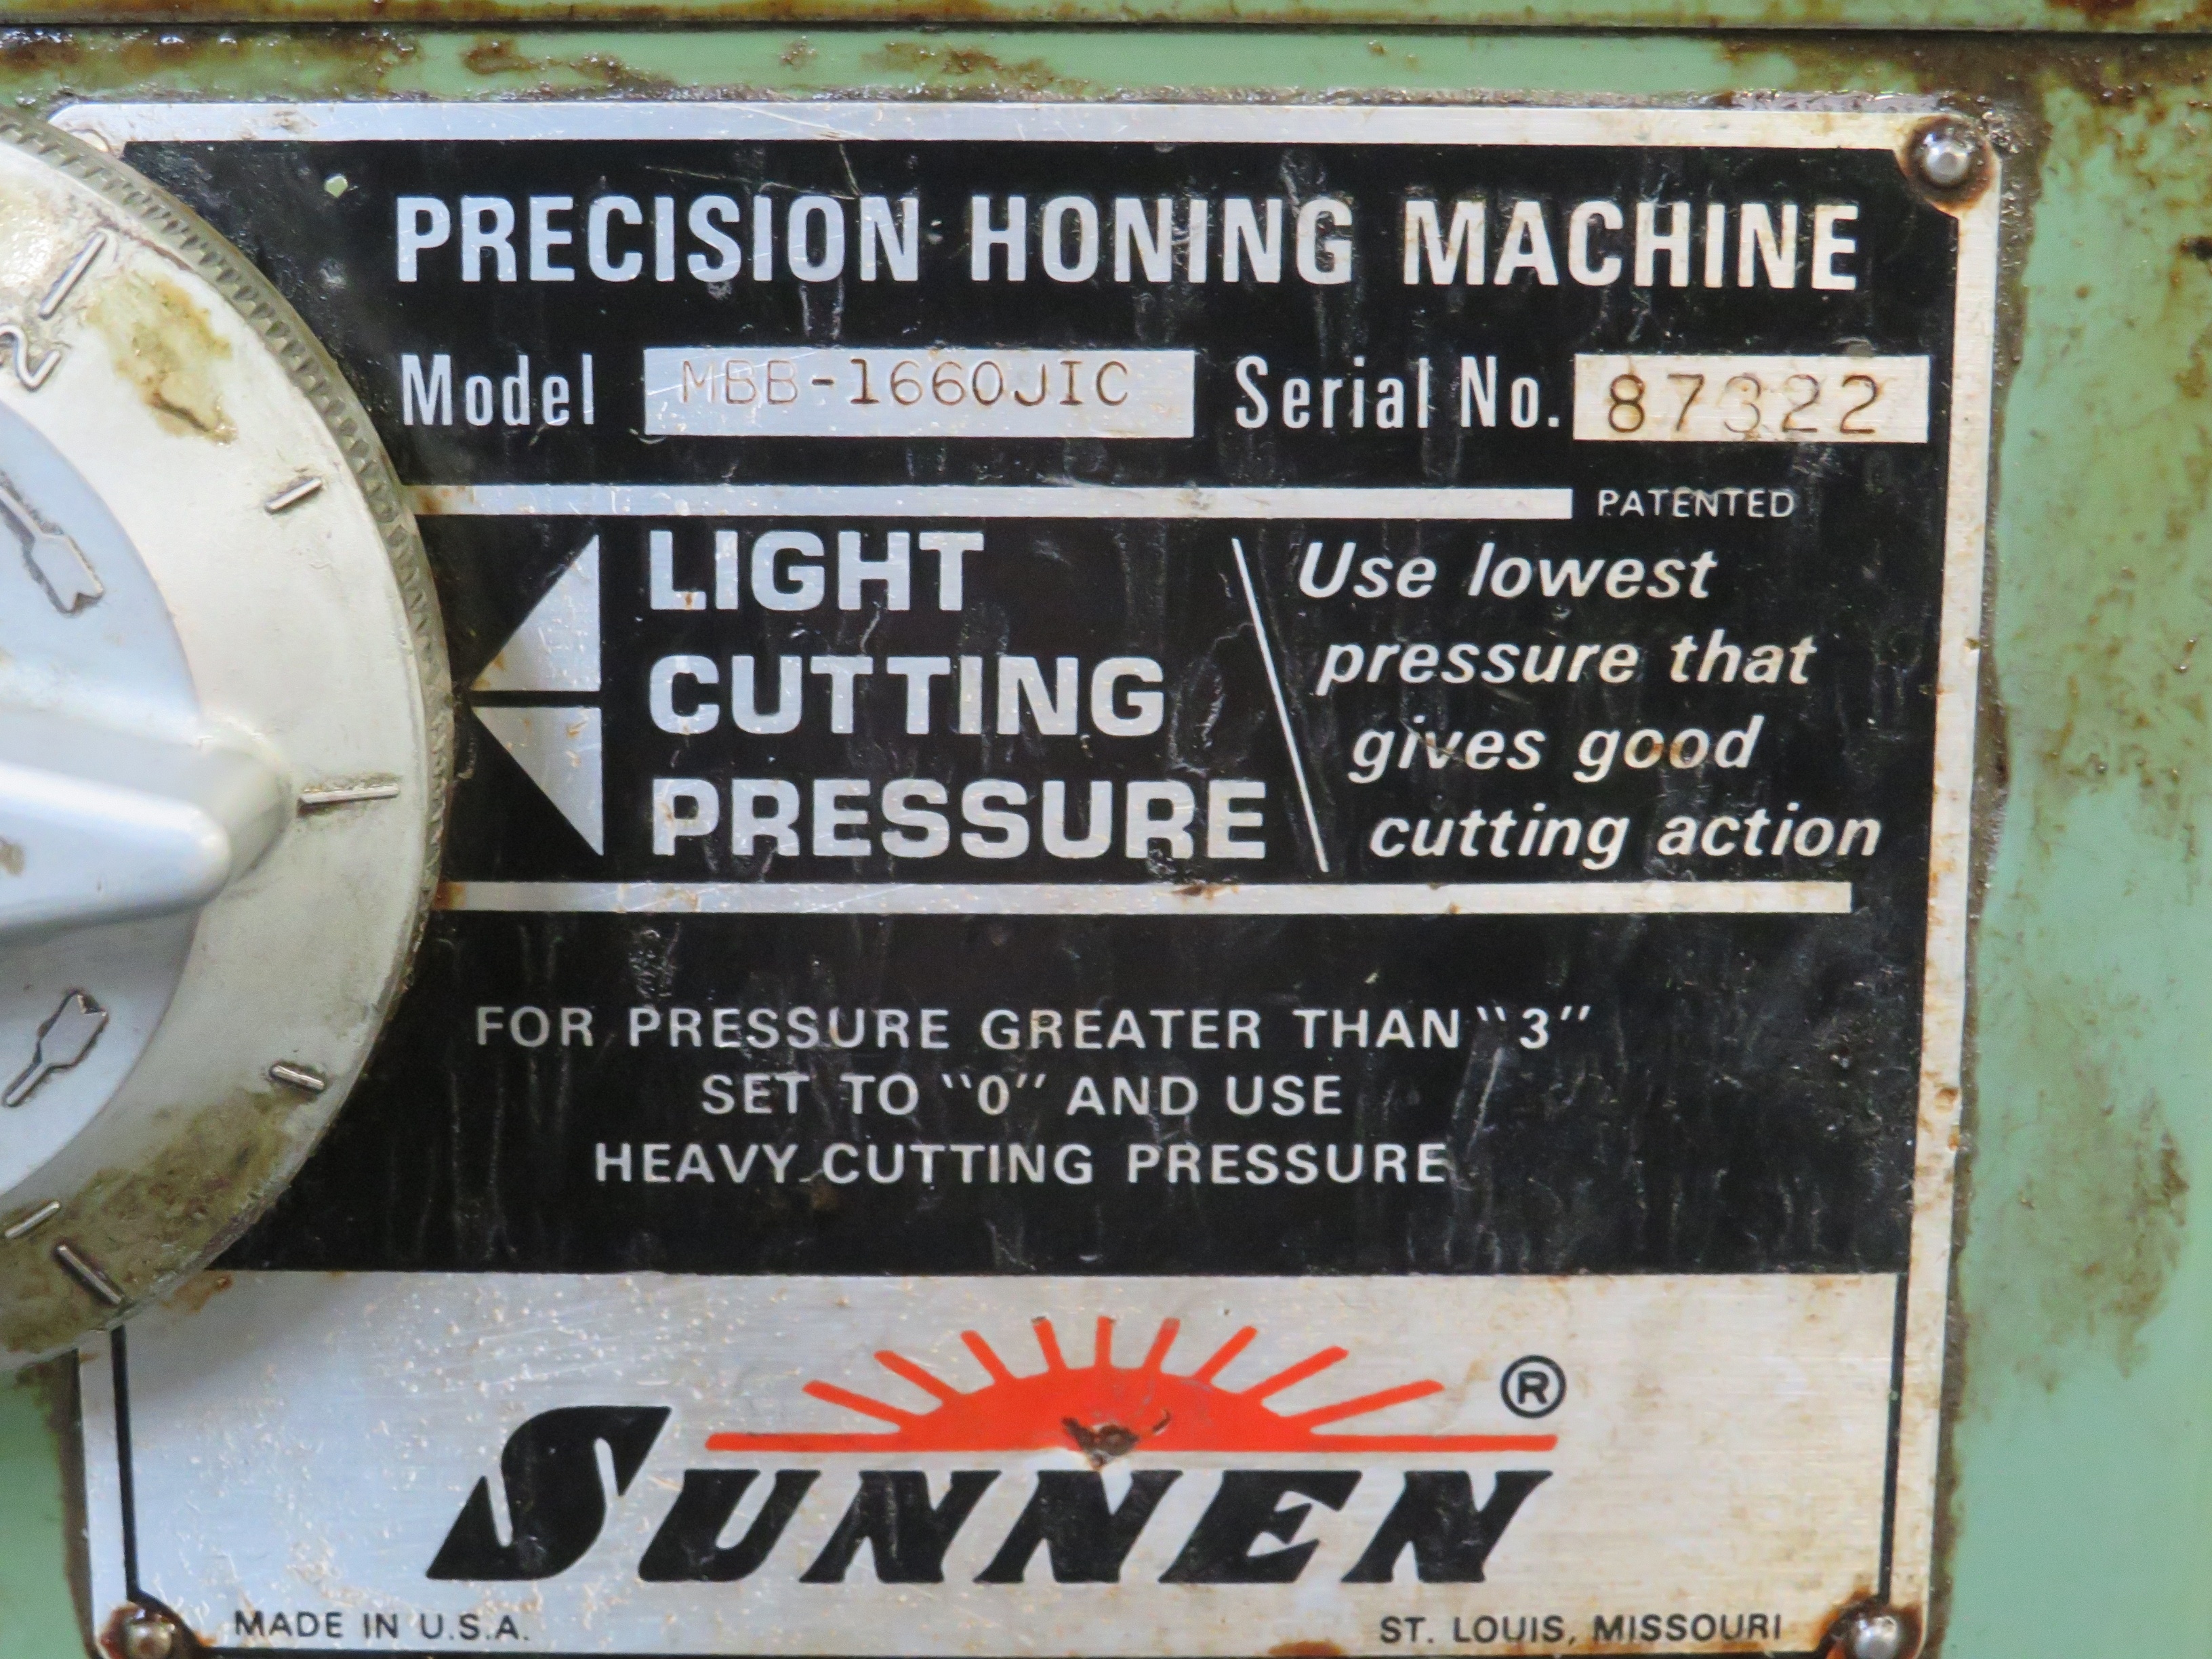 PRECISION HONING MACHINE
Model MBB-1660JIC Serial No. 87322
PATENTED
LIGHT CUTTING PRESSURE
Use lowest pressure that gives good cutting action
FOR PRESSURE GREATER THAN "3"
SET TO "0" AND USE
HEAVY CUTTING PRESSURE
SUNNEN ®
MADE IN U.S.A. ST. LOUIS, MISSOURI
2